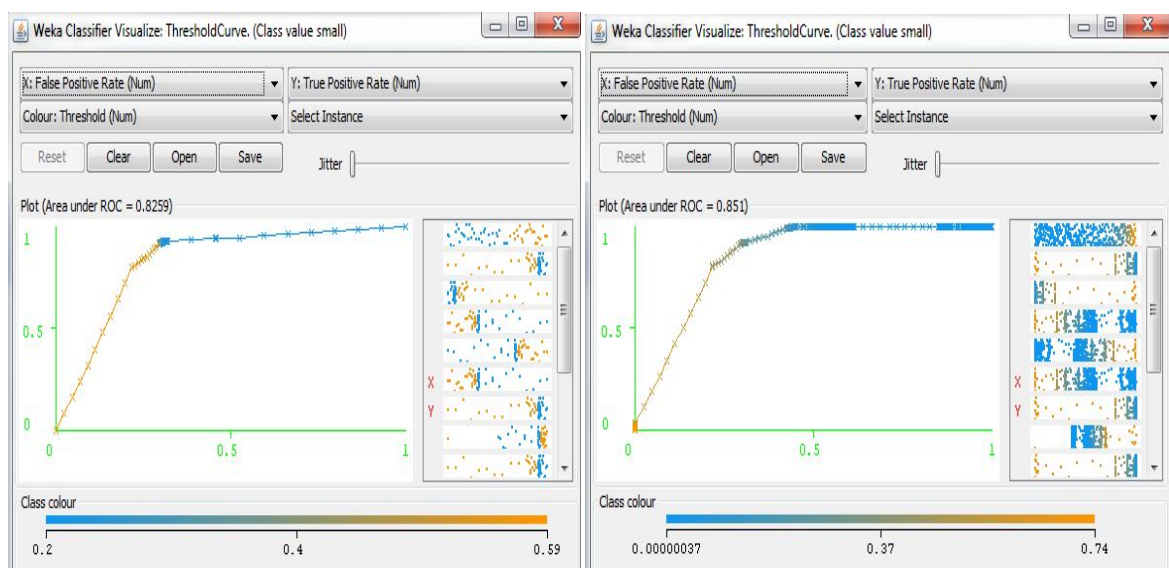 Weka Classifier Visualize: ThresholdCurve. (Class value small)
X: False Positive Rate (Num)
Y: True Positive Rate (Num)
Colour: Threshold (Num)
Select Instance
Reset
Clear
Open
Save
Jitter
Plot (Area under ROC = 0.8259)
1
0.5
0
0
0.5
1
X
Y
Class colour
0.2
0.4
0.59
Weka Classifier Visualize: ThresholdCurve. (Class value small)
X: False Positive Rate (Num)
Y: True Positive Rate (Num)
Colour: Threshold (Num)
Select Instance
Reset
Clear
Open
Save
Jitter
Plot (Area under ROC = 0.851)
1
0.5
0
0
0.5
1
X
Y
Class colour
0.00000037
0.37
0.74